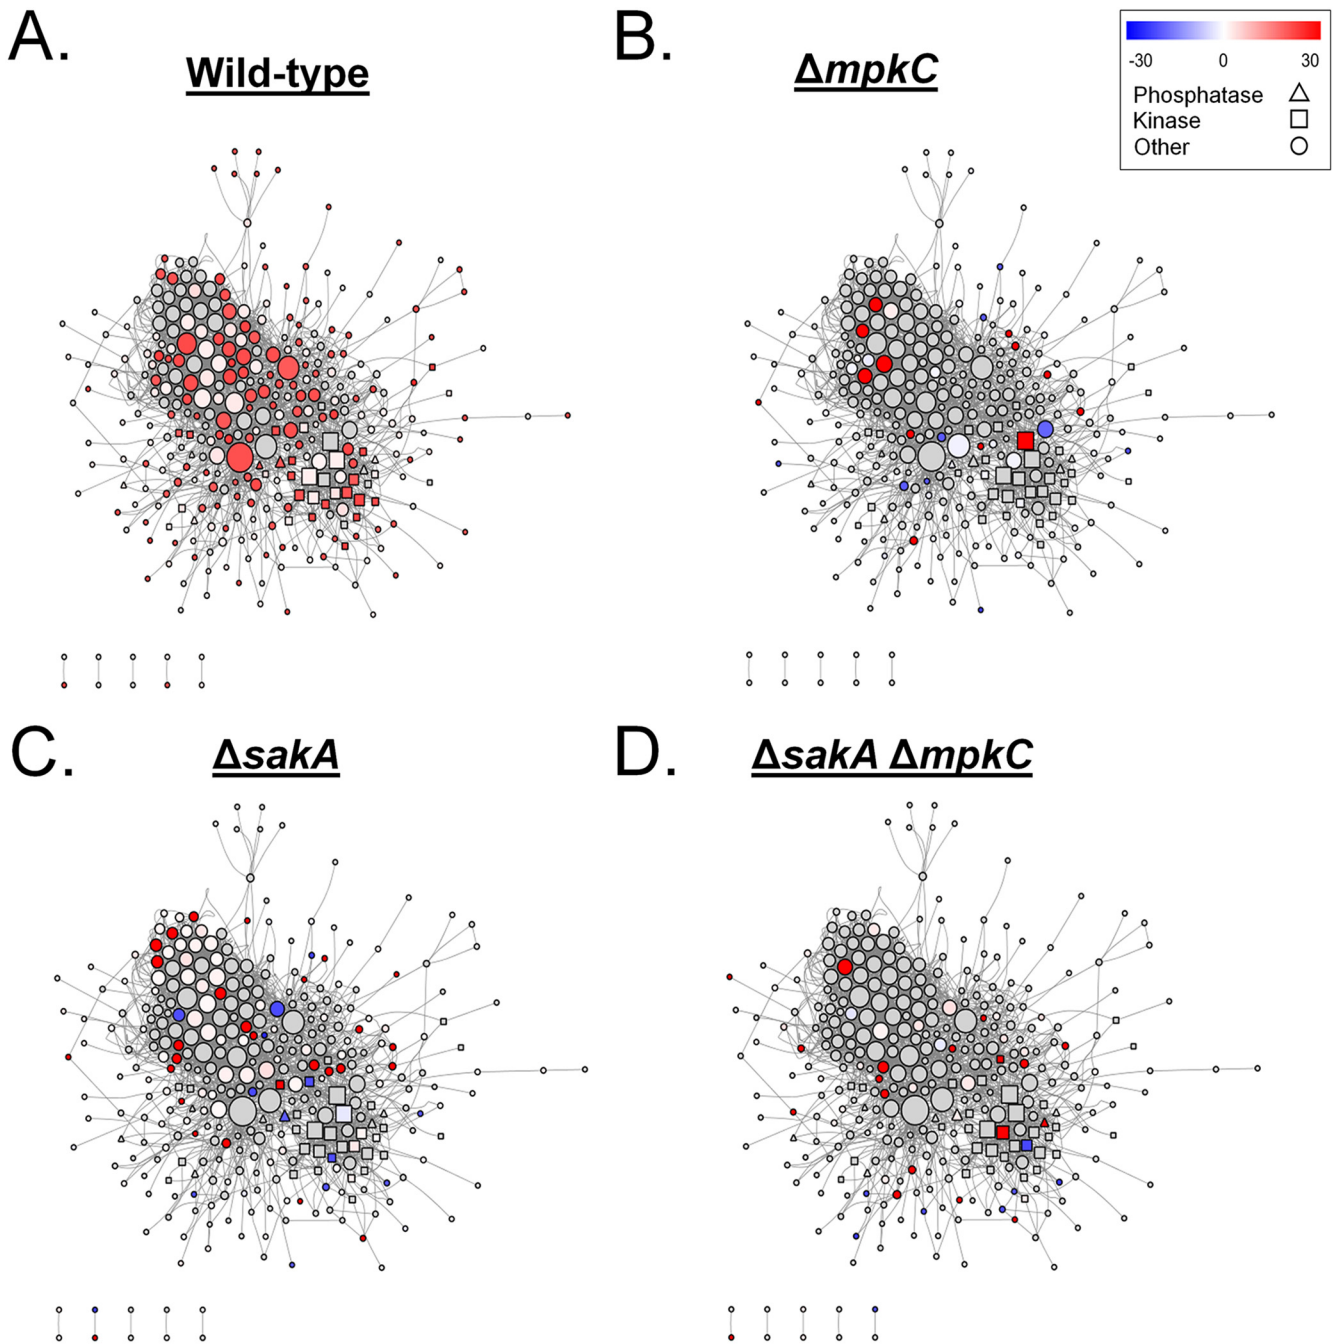 A.
Wild-type
B.
ΔmpkC
-30 0 30
Phosphatase
Kinase
Other
C.
ΔsakA
D.
ΔsakA ΔmpkC